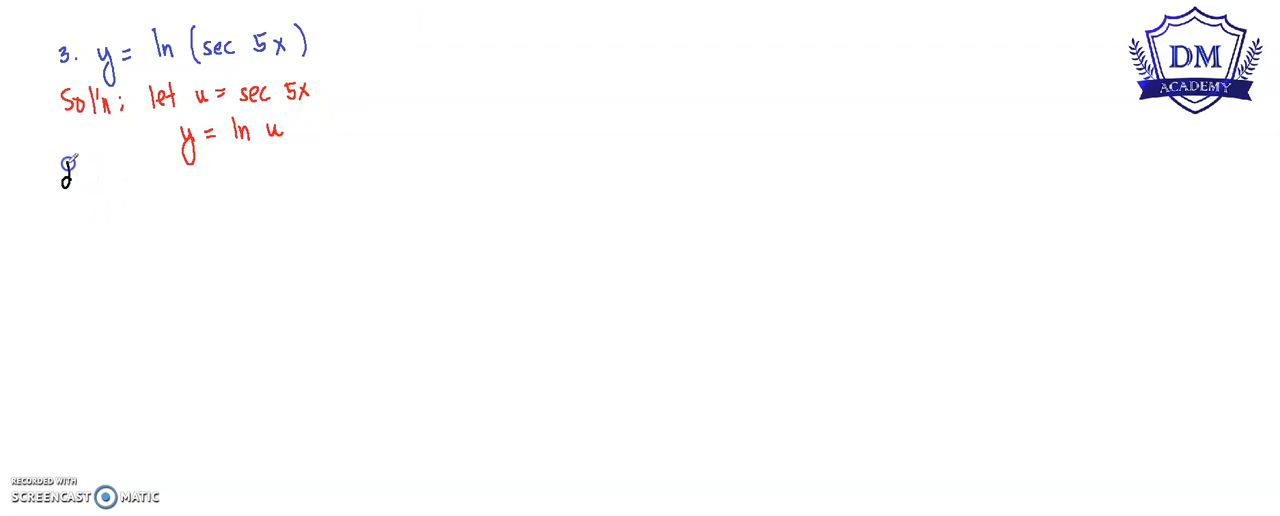 3. y = ln (sec 5x)
Sol'n; let u = sec 5x
y = ln u
DM
ACADEMY
RECORDED WITH
SCREENCAST MATIC